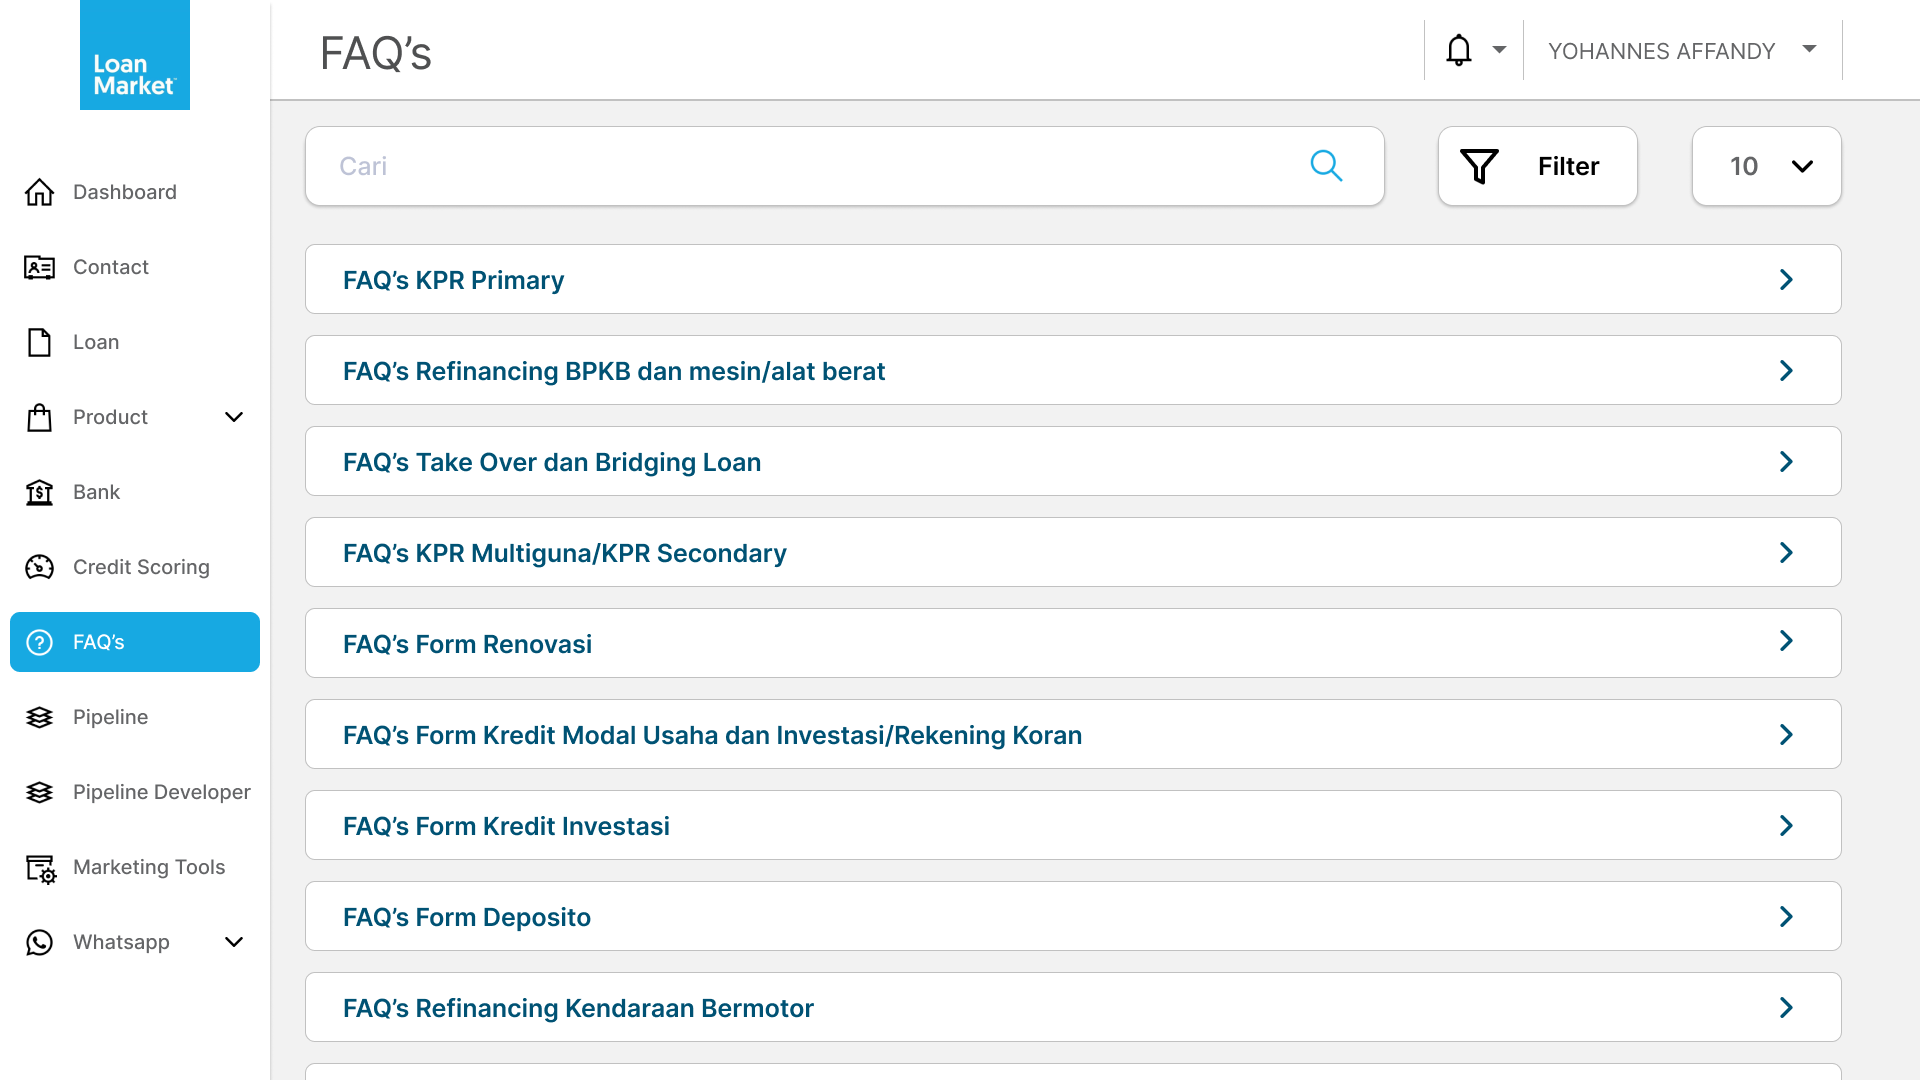 Loan
Market
FAQ’s
YOHANNES AFFANDY
Cari
Filter
10
Dashboard
Contact
Loan
Product
Bank
Credit Scoring
FAQ’s
Pipeline
Pipeline Developer
Marketing Tools
Whatsapp
FAQ’s KPR Primary
FAQ’s Refinancing BPKB dan mesin/alat berat
FAQ’s Take Over dan Bridging Loan
FAQ’s KPR Multiguna/KPR Secondary
FAQ’s Form Renovasi
FAQ’s Form Kredit Modal Usaha dan Investasi/Rekening Koran
FAQ’s Form Kredit Investasi
FAQ’s Form Deposito
FAQ’s Refinancing Kendaraan Bermotor